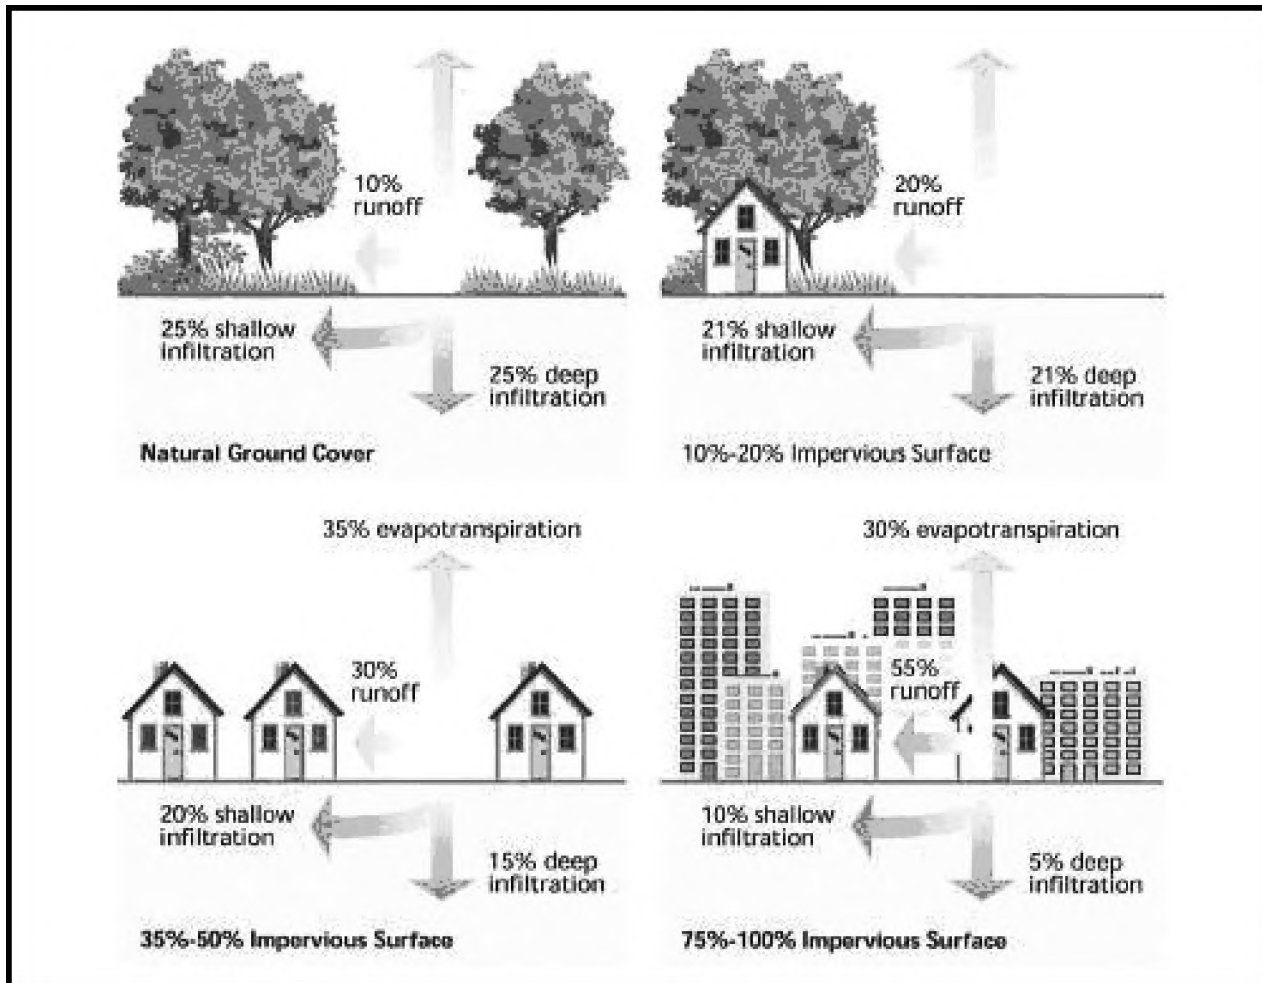 10%
runoff
25% shallow
infiltration
25% deep
infiltration
Natural Ground Cover
20%
runoff
21% shallow
infiltration
21% deep
infiltration
10%-20% Impervious Surface
35% evapotranspiration
30%
runoff
20% shallow
infiltration
15% deep
infiltration
35%-50% Impervious Surface
30% evapotranspiration
55%
runoff
10% shallow
infiltration
5% deep
infiltration
75%-100% Impervious Surface